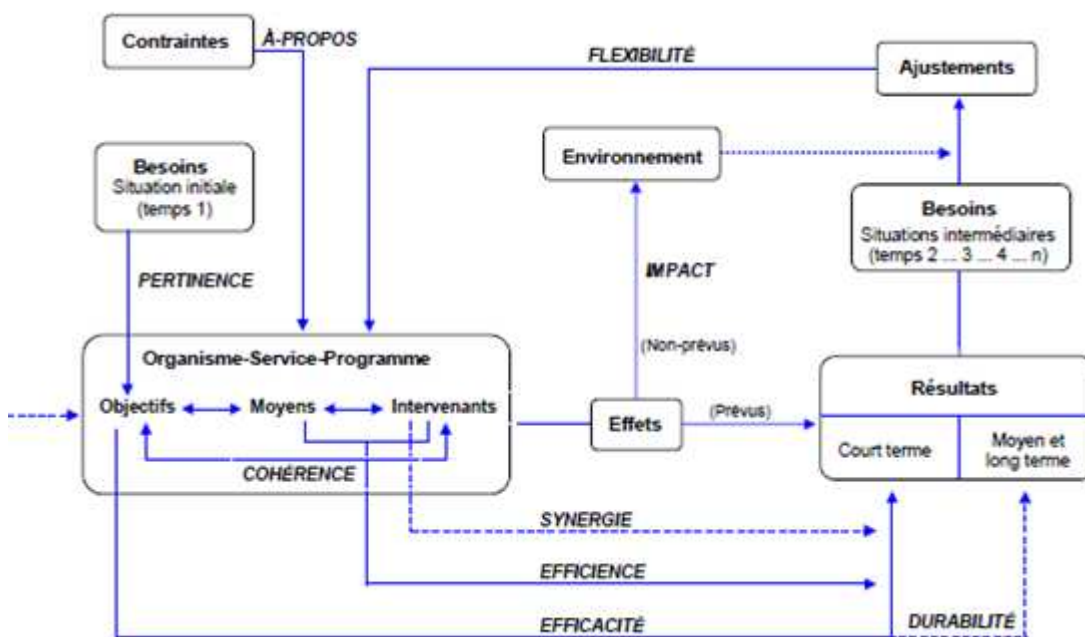 Contraintes
À-PROPOS
FLEXIBILITÉ
Ajustements
Besoins
Situation initiale
(temps 1)
Environnement
Besoins
Situations intermédiaires
(temps 2 ... 3 ... 4 ... n)
PERTINENCE
IMPACT
(Non-prévus)
Organisme-Service-Programme
Objectifs
Moyens
Intervenants
COHÉRENCE
Effets
(Prévus)
Résultats
Court terme
Moyen et
long terme
SYNERGIE
EFFICIENCE
EFFICACITÉ
DURABILITÉ